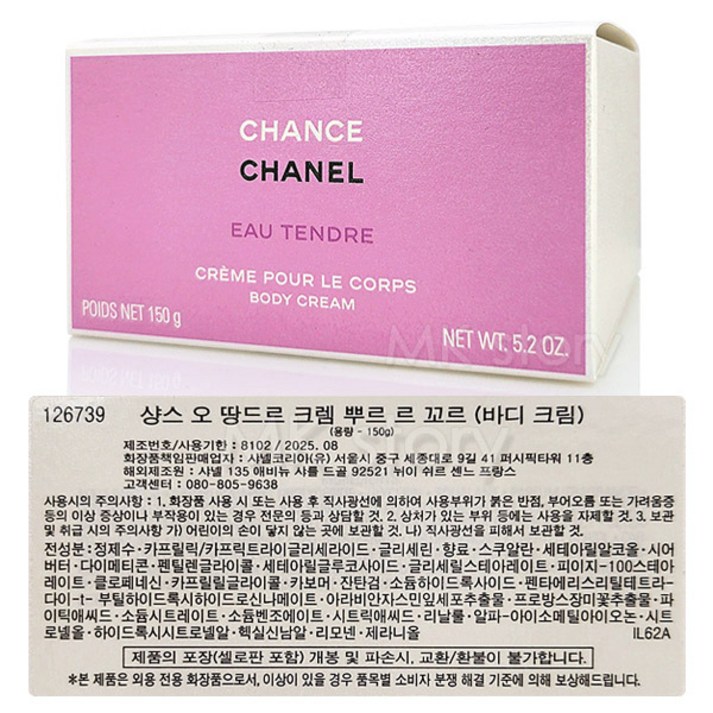 CHANCE
CHANEL
EAU TENDRE
CRÈME POUR LE CORPS
BODY CREAM
POIDS NET 150 g
NET WT. 5.2 OZ.
MK story
126739 샹스 오 땅드르 크렘 뿌르 르 꼬르 (바디 크림)
(용량 - 150g)
제조번호/사용기한 : 8102 / 2025. 08
화장품책임판매업자 : 샤넬코리아(유) 서울시 중구 세종대로 9길 41 퍼시픽타워 11층
해외제조원 : 샤넬 135 애비뉴 샤를 드골 92521 뉘이 쉬르 센느 프랑스
고객센터 : 080-805-9638
사용시의 주의사항 : 1. 화장품 사용 시 또는 사용 후 직사광선에 의하여 사용부위가 붉은 반점, 부어오름 또는 가려움증
등의 이상 증상이나 부작용이 있는 경우 전문의 등과 상담할 것. 2. 상처가 있는 부위 등에는 사용을 자제할 것. 3. 보관
및 취급 시의 주의사항 가) 어린이의 손이 닿지 않는 곳에 보관할 것. 나) 직사광선을 피해서 보관할 것.
전성분 : 정제수 · 카프릴릭/카프릭트라이글리세라이드 · 글리세린 · 향료 · 스쿠알란 · 세테아릴알코올 · 시어
버터 · 다이메티콘 · 펜틸렌글라이콜 · 세테아릴글루코사이드 · 글리세릴스테아레이트 · 피이지-100스테아
레이트 · 클로페네신 · 카프릴릴글라이콜 · 카보머 · 잔탄검 · 소듐하이드록사이드 · 펜타에리스리틸테트라-
다이-t- 부틸하이드록시하이드로신나메이트 · 아라비안자스민잎세포추출물 · 프로방스장미꽃추출물 · 파
이틱애씨드 · 소듐시트레이트 · 소듐벤조에이트 · 시트릭애씨드 · 리날룰 · 알파-아이소메틸아이오논 · 시트
로넬올 · 하이드록시시트로넬알 · 헥실신남알 · 리모넨 · 제라니올 IL62A
제품의 포장(셀로판 포함) 개봉 및 파손시, 교환/환불이 불가합니다.
*본 제품은 외용 전용 화장품으로서, 이상이 있을 경우 품목별 소비자 분쟁 해결 기준에 의해 보상해드립니다.